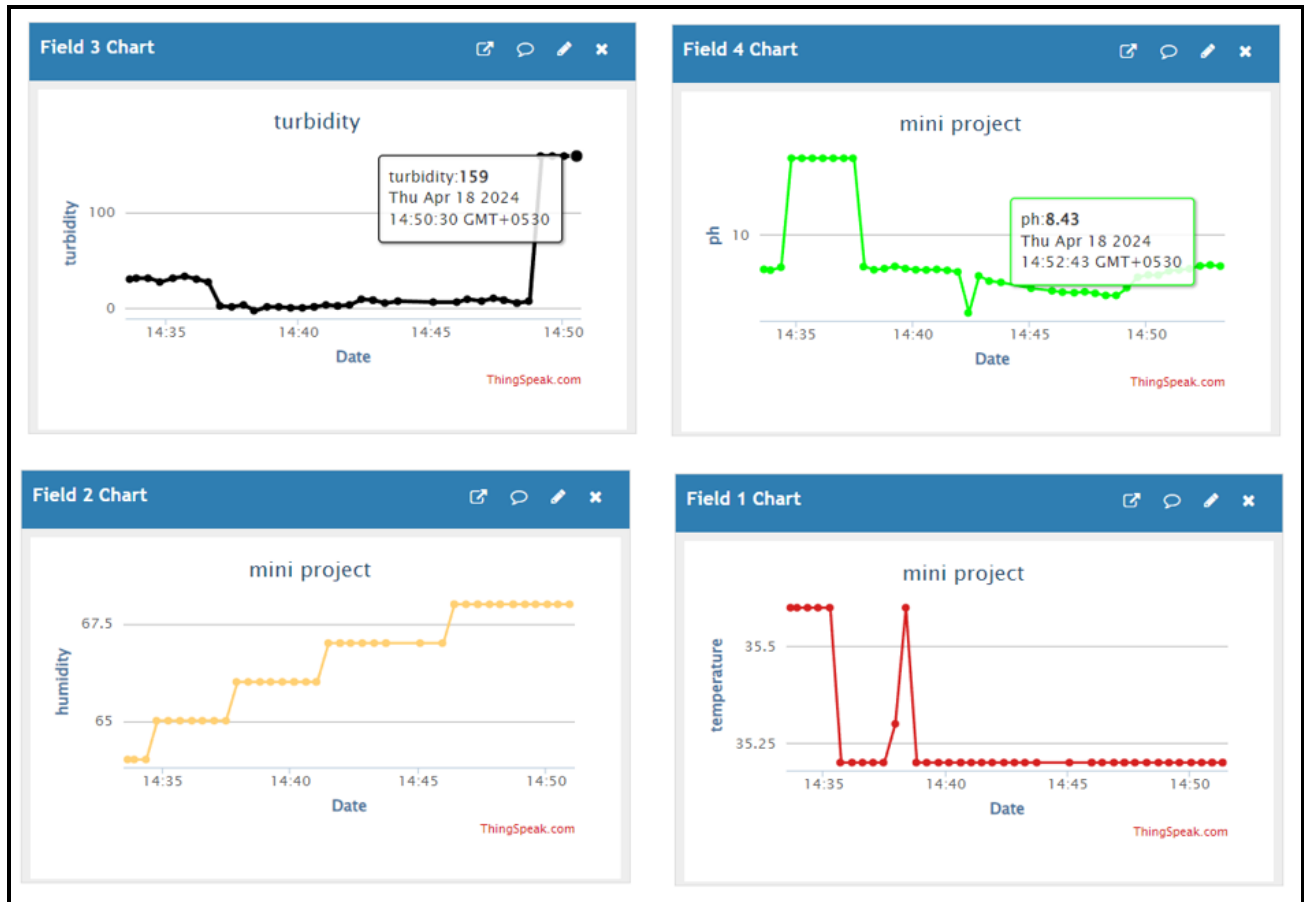 Field 3 Chart
turbidity
turbidity:159
Thu Apr 18 2024
14:50:30 GMT+0530
turbidity
100
0
14:35 14:40 14:45 14:50
Date
ThingSpeak.com
Field 4 Chart
mini project
ph:8.43
Thu Apr 18 2024
14:52:43 GMT+0530
ph
10
14:35 14:40 14:45 14:50
Date
ThingSpeak.com
Field 2 Chart
mini project
humidity
67.5
65
14:35 14:40 14:45 14:50
Date
ThingSpeak.com
Field 1 Chart
mini project
temperature
35.5
35.25
14:35 14:40 14:45 14:50
Date
ThingSpeak.com